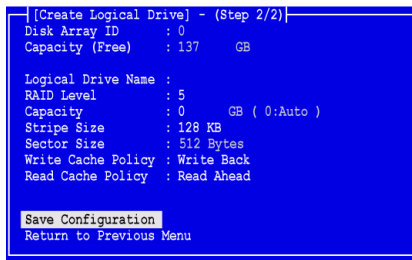 [Create Logical Drive] - (Step 2/2)
Disk Array ID : 0
Capacity (Free) : 137 GB
Logical Drive Name :
RAID Level : 5
Capacity : 0 GB ( 0:Auto )
Stripe Size : 128 KB
Sector Size : 512 Bytes
Write Cache Policy : Write Back
Read Cache Policy : Read Ahead
Save Configuration
Return to Previous Menu